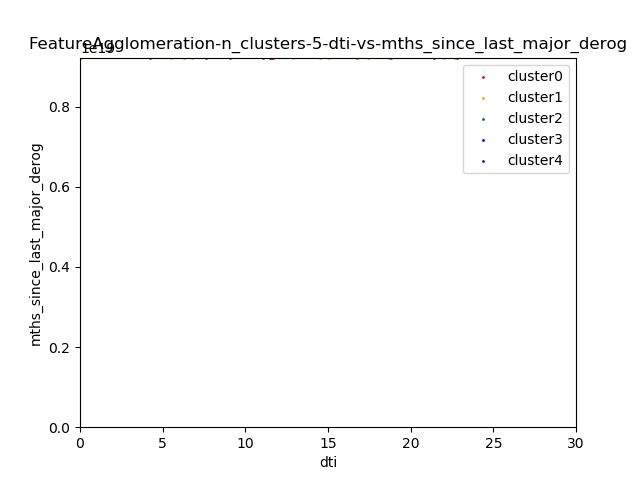 FeatureAgglomeration-n_clusters-5-dti-vs-mths_since_last_major_derog
1e19
cluster0
cluster1
cluster2
cluster3
cluster4
0.8
0.6
0.4
0.2
0.0
mths_since_last_major_derog
0 5 10 15 20 25 30
dti